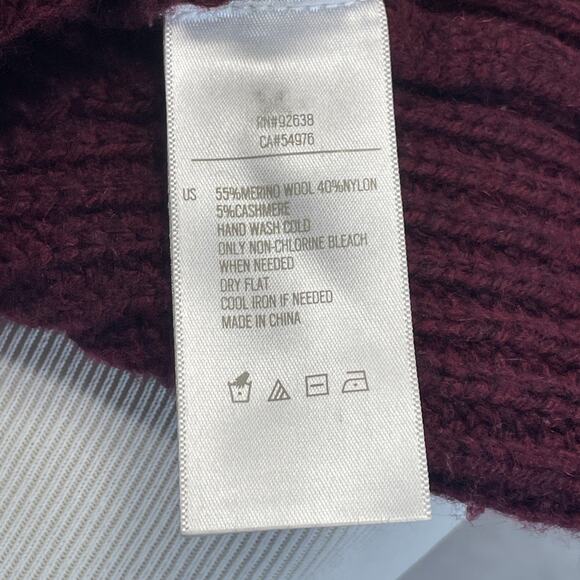 RN#92638
CA#54976
US 55%MERINO WOOL 40%NYLON
5%CASHMERE
HAND WASH COLD
ONLY NON-CHLORINE BLEACH
WHEN NEEDED
DRY FLAT
COOL IRON IF NEEDED
MADE IN CHINA